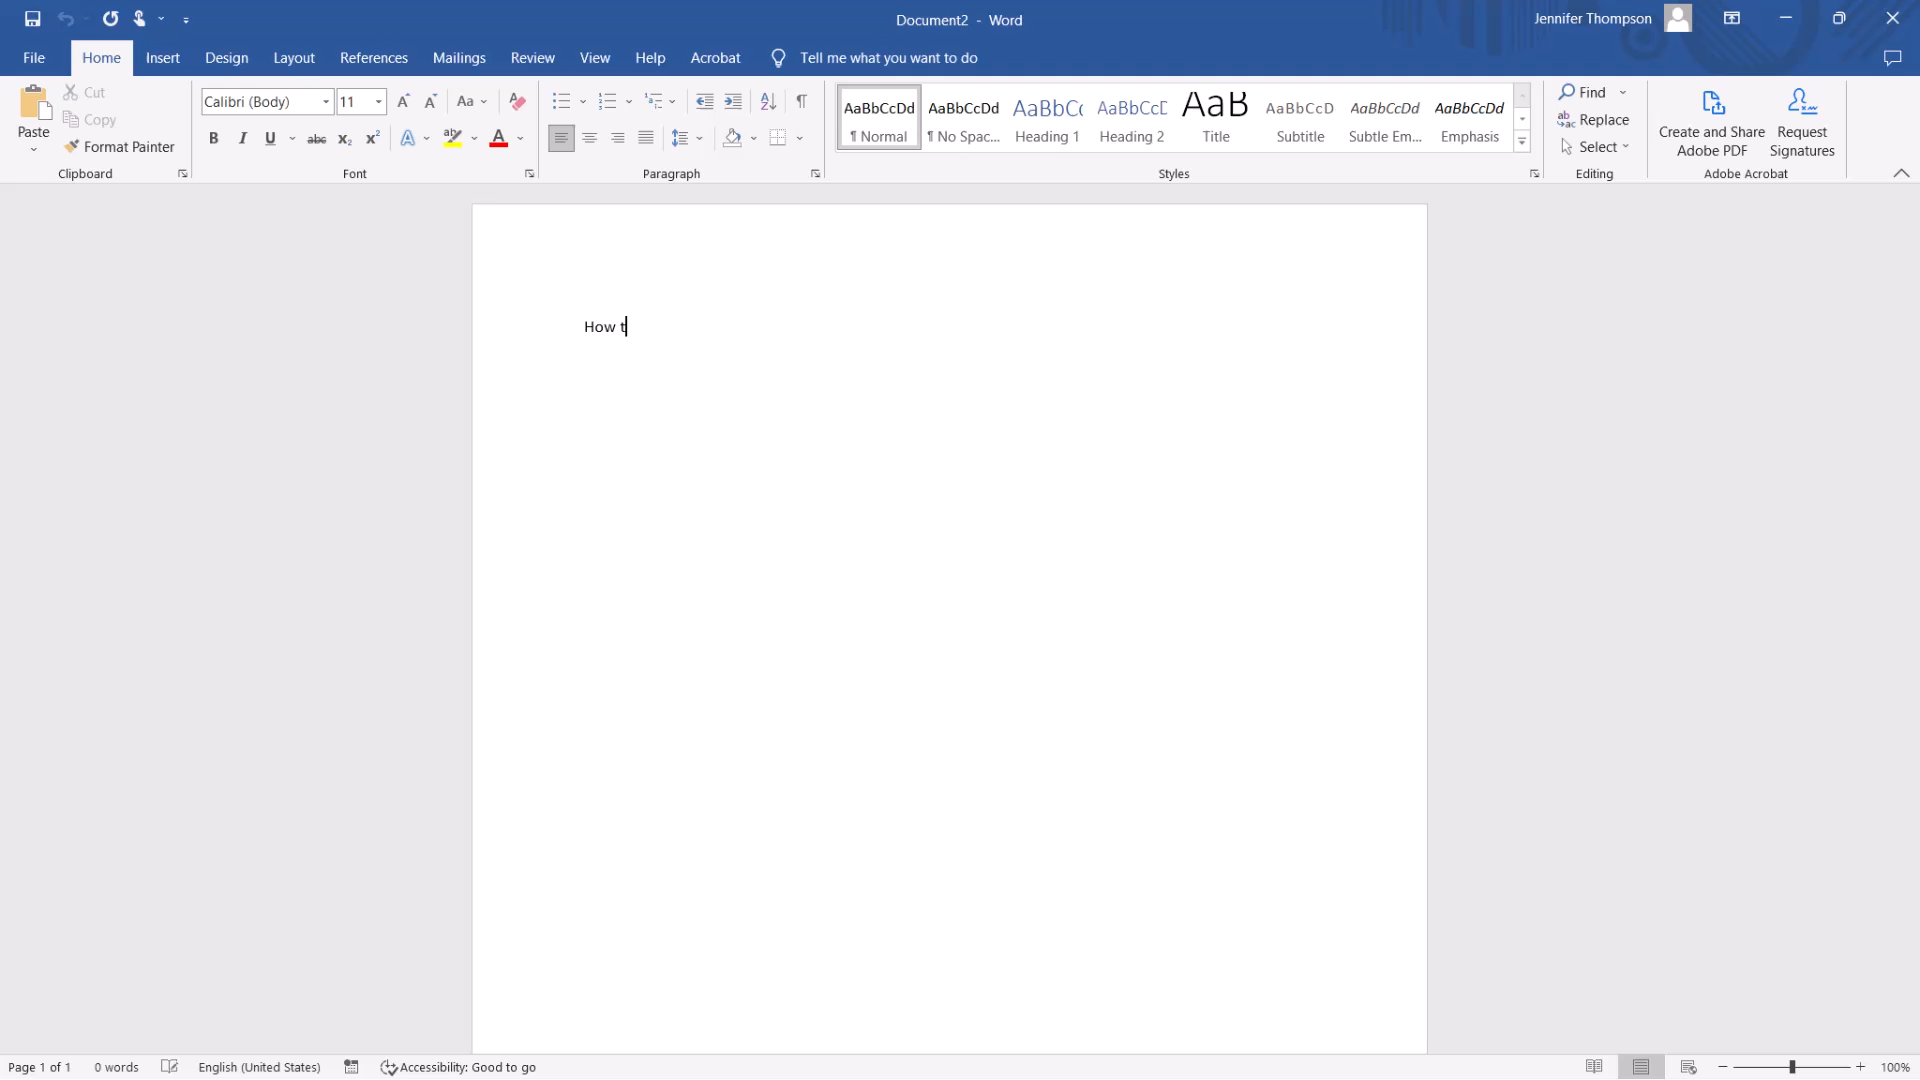 Document2 - Word
Jennifer Thompson
File Home Insert Design Layout References Mailings Review View Help Acrobat Tell me what you want to do
Paste
Cut
Copy
Format Painter
Clipboard
Calibri (Body) 11
Font
Paragraph
AaBbCcDd AaBbCcDd AaBbC AaBbCc AaB AaBbCcD AaBbCcDd AaBbCcDd
¶ Normal ¶ No Spac... Heading 1 Heading 2 Title Subtitle Subtle Em... Emphasis
Styles
Find
Replace
Select
Editing
Create and Share Adobe PDF
Request Signatures
Adobe Acrobat
How t
Page 1 of 1 0 words English (United States) Accessibility: Good to go 100%